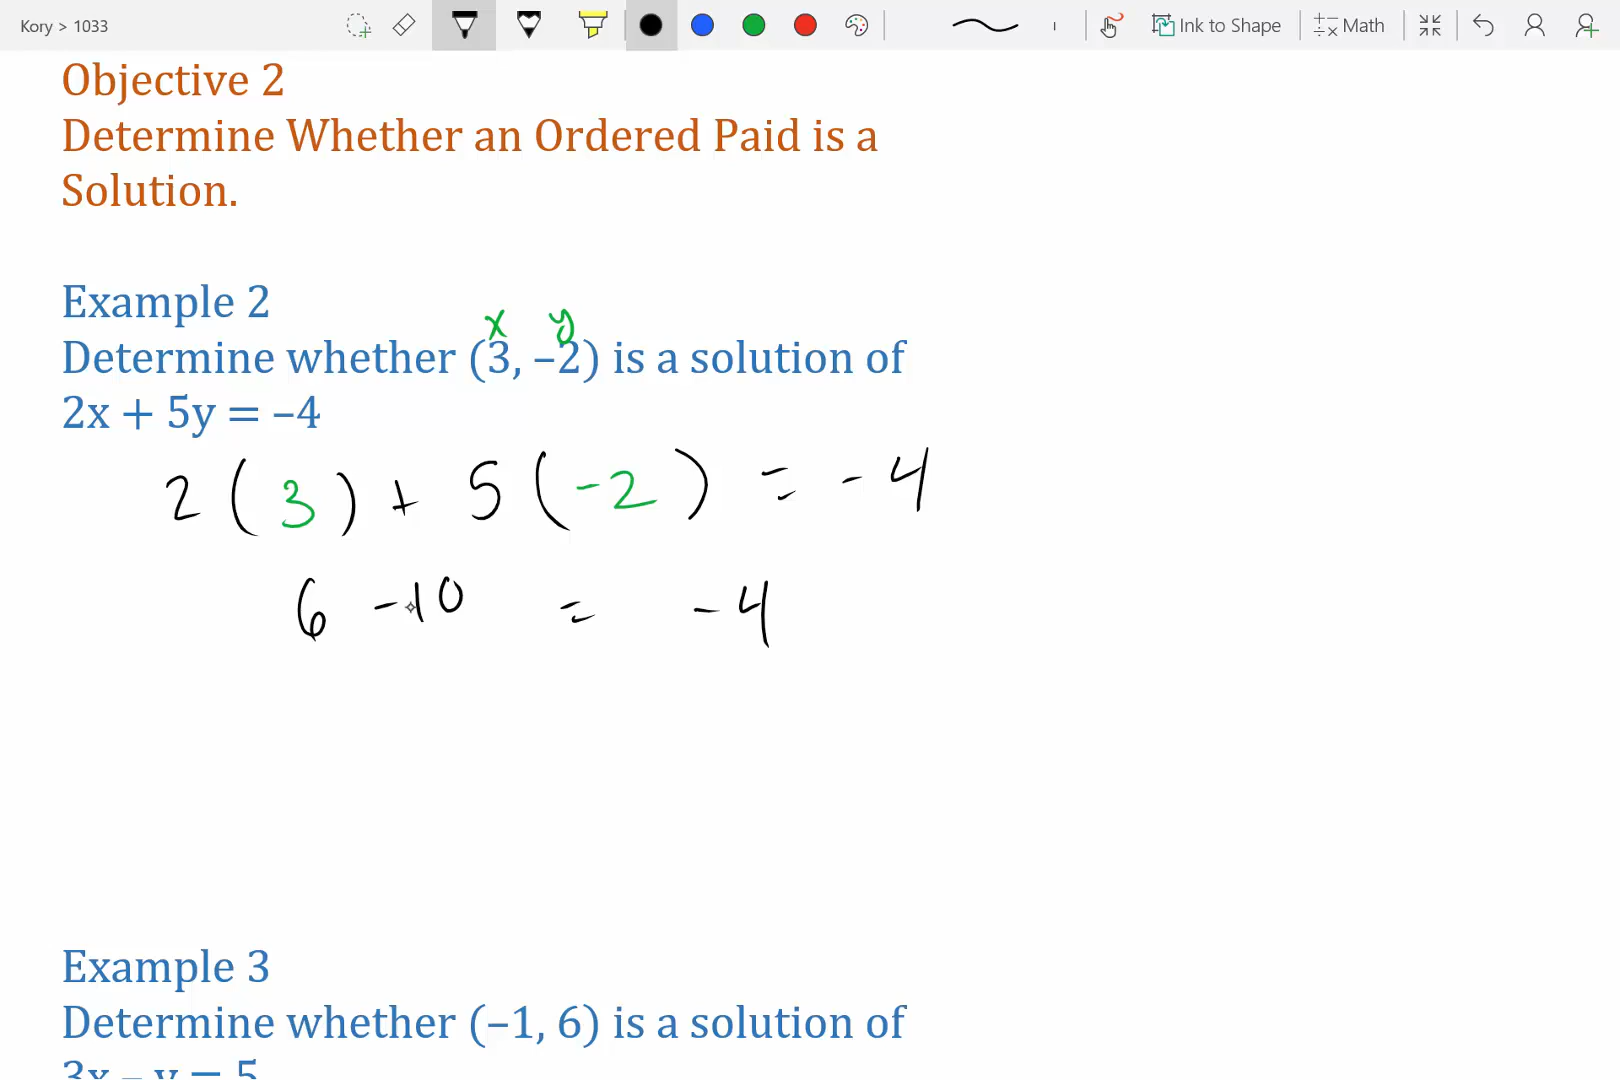 Kory > 1033
Ink to Shape
Math
Objective 2
Determine Whether an Ordered Paid is a
Solution.
Example 2
x y
Determine whether (3, –2) is a solution of
2x + 5y = –4
2 ( 3 ) + 5 ( -2 ) = - 4
6 -10 = - 4
Example 3
Determine whether (–1, 6) is a solution of
3x – y = 5